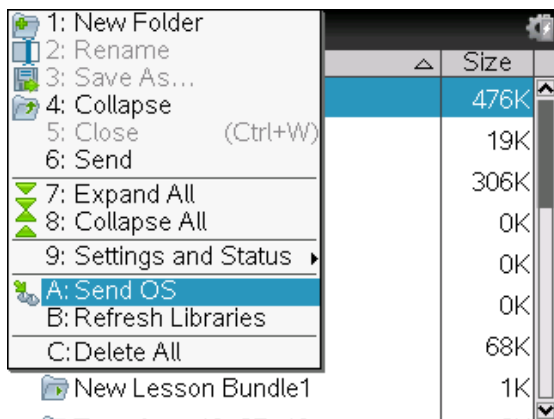 1: New Folder
2: Rename
3: Save As...
4: Collapse
5: Close (Ctrl+W)
6: Send
7: Expand All
8: Collapse All
9: Settings and Status
A: Send OS
B: Refresh Libraries
C: Delete All
Size
476K
19K
306K
0K
0K
0K
68K
New Lesson Bundle1 1K